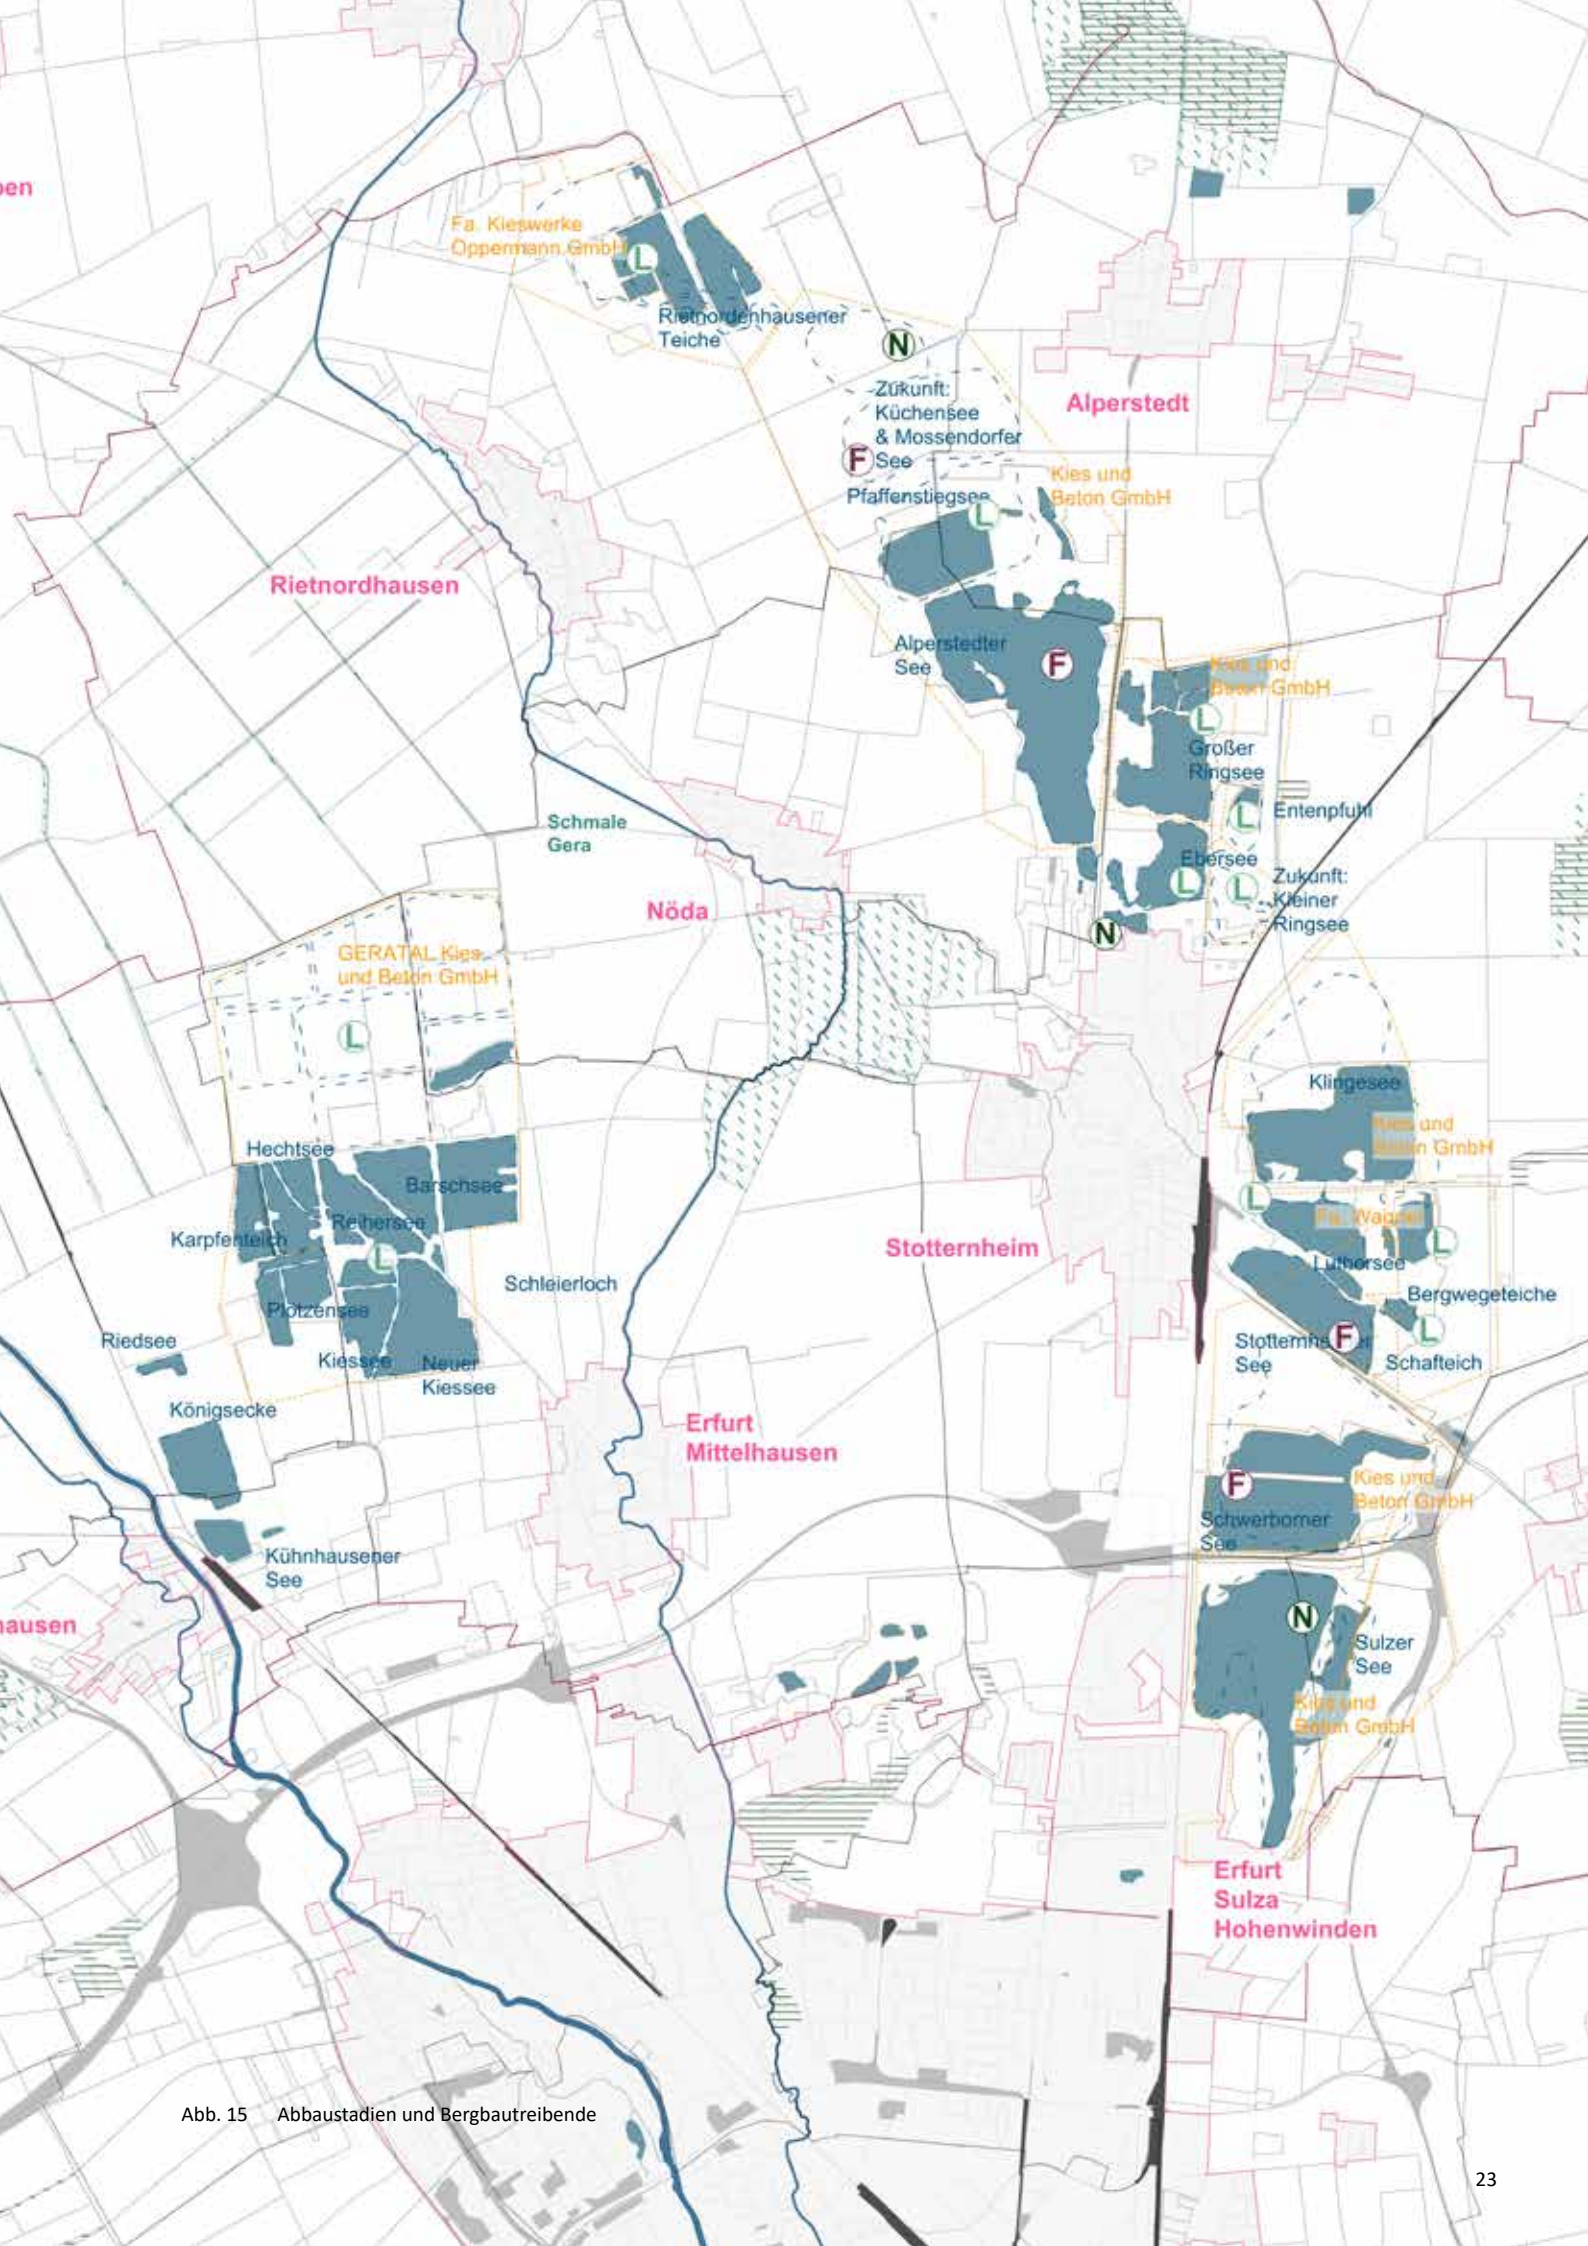 ben
Fa. Kieswerke
Oppermann GmbH
L
Rietnordenhausener
Teiche
N
Zukunft:
Küchensee
& Mossendorfer
See
F
Alperstedt
Kies und
Beton GmbH
Pfaffenstiegsee
L
Rietnordhausen
Alperstedter
See
F
Kies und
Beton GmbH
L
Großer
Ringsee
L
Entenpfuhl
Schmale
Gera
Ebersee
L
L
Zukunft:
Kleiner
Ringsee
Nöda
N
GERATAL Kies
und Beton GmbH
L
Klingesee
Kies und
Beton GmbH
Hechtsee
Barschsee
L
Reihersee
Fa. Wagner
Karpfenteich
L
L
Stotternheim
Luthersee
Schleierloch
Bergwegeteiche
Plötzensee
L
Riedsee
Stotternheimer
See
F
Kiessee
Neuer
Kiessee
Schafteich
Königsecke
Erfurt
Mittelhausen
F
Kies und
Beton GmbH
Schwerborner
See
Kühnhausener
See
N
hausen
Sulzer
See
Kies und
Beton GmbH
Erfurt
Sulza
Hohenwinden
Abb. 15 Abbaustadien und Bergbautreibende
23